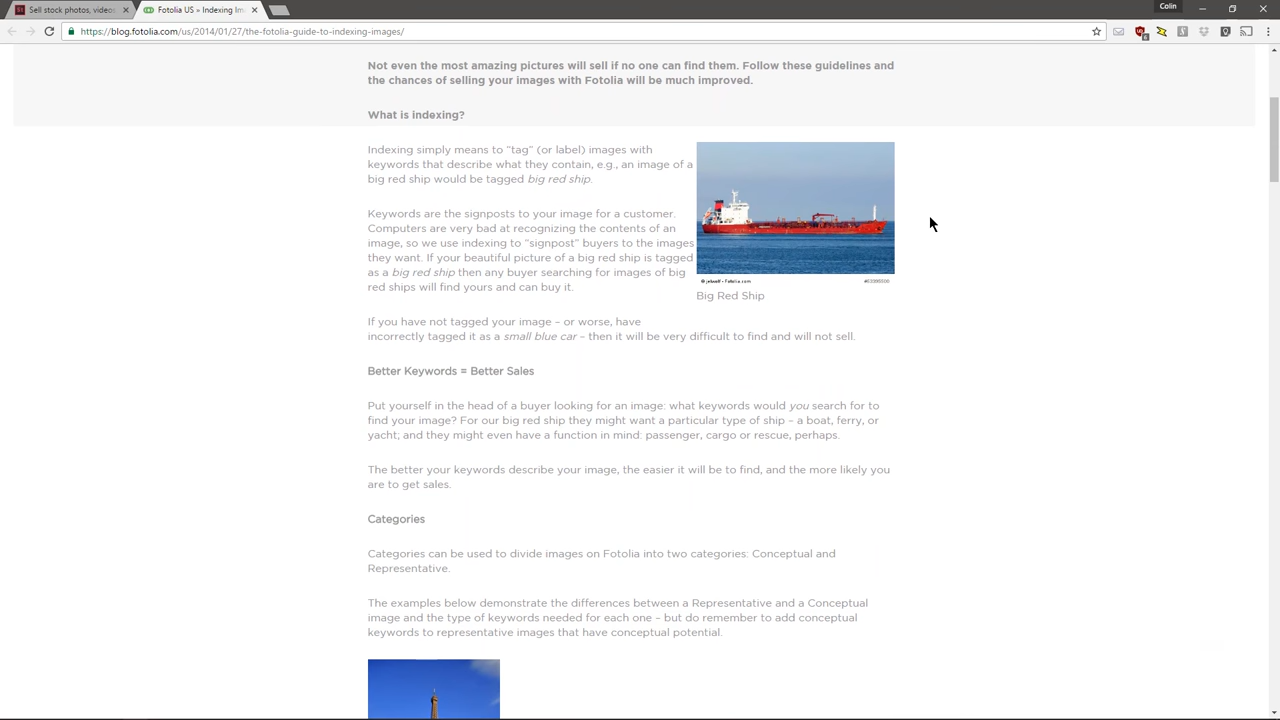 Sell stock photos, videos
Fotolia US » Indexing Im
Colin
https://blog.fotolia.com/us/2014/01/27/the-fotolia-guide-to-indexing-images/
Not even the most amazing pictures will sell if no one can find them. Follow these guidelines and
the chances of selling your images with Fotolia will be much improved.
What is indexing?
Indexing simply means to “tag” (or label) images with
keywords that describe what they contain, e.g., an image of a
big red ship would be tagged big red ship.
Keywords are the signposts to your image for a customer.
Computers are very bad at recognizing the contents of an
image, so we use indexing to “signpost” buyers to the images
they want. If your beautiful picture of a big red ship is tagged
as a big red ship then any buyer searching for images of big
red ships will find yours and can buy it.
Big Red Ship
If you have not tagged your image – or worse, have
incorrectly tagged it as a small blue car – then it will be very difficult to find and will not sell.
Better Keywords = Better Sales
Put yourself in the head of a buyer looking for an image: what keywords would you search for to
find your image? For our big red ship they might want a particular type of ship – a boat, ferry, or
yacht; and they might even have a function in mind: passenger, cargo or rescue, perhaps.
The better your keywords describe your image, the easier it will be to find, and the more likely you
are to get sales.
Categories
Categories can be used to divide images on Fotolia into two categories: Conceptual and
Representative.
The examples below demonstrate the differences between a Representative and a Conceptual
image and the type of keywords needed for each one – but do remember to add conceptual
keywords to representative images that have conceptual potential.